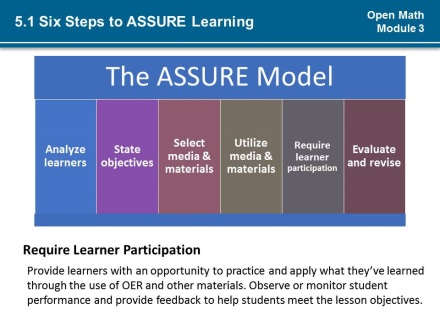 5.1 Six Steps to ASSURE Learning
Open Math
Module 3
The ASSURE Model
Analyze
learners
State
objectives
Select
media &
materials
Utilize
media &
materials
Require
learner
participation
Evaluate
and revise
Require Learner Participation
Provide learners with an opportunity to practice and apply what they've learned
through the use of OER and other materials. Observe or monitor student
performance and provide feedback to help students meet the lesson objectives.